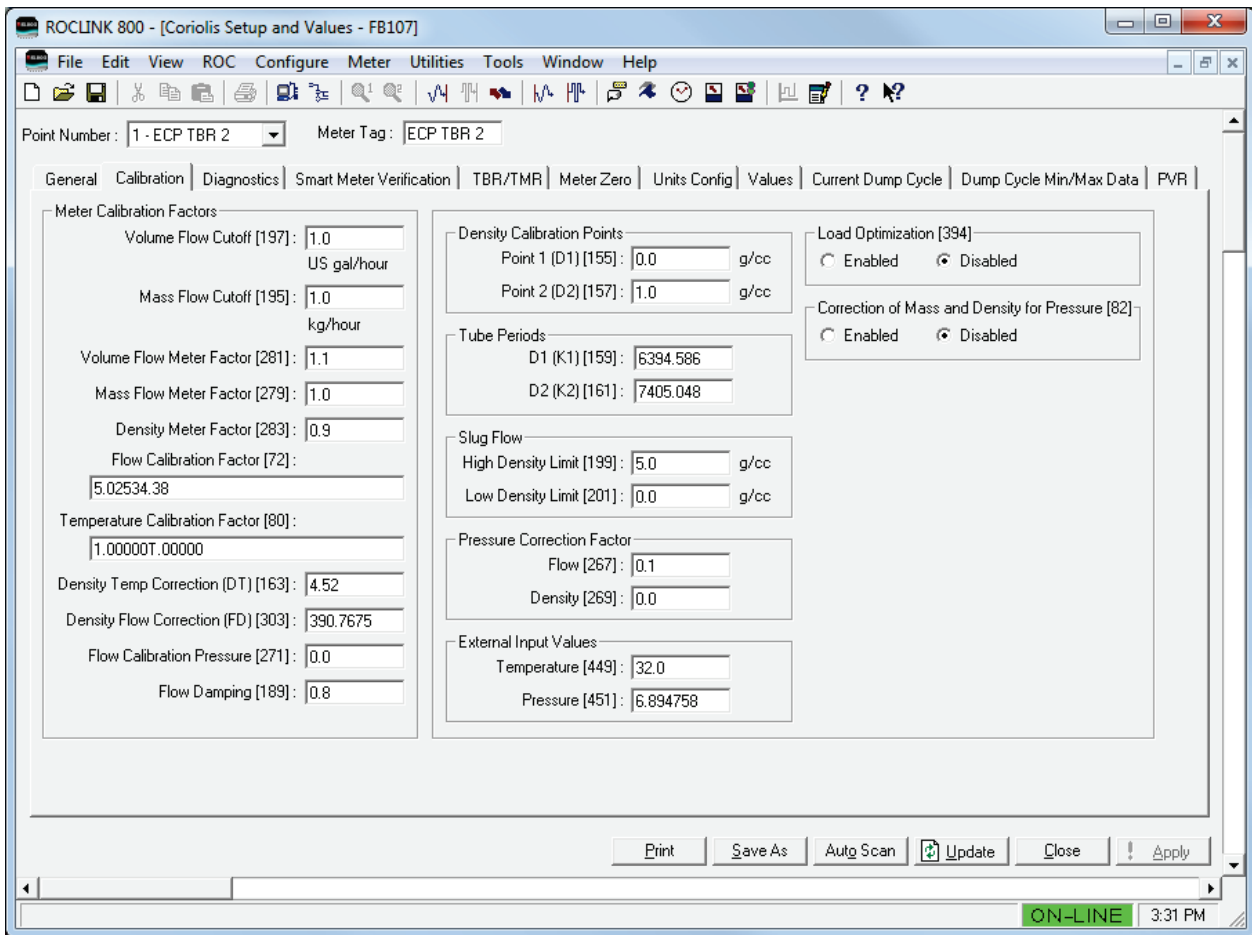 ROCLINK 800 - [Coriolis Setup and Values - FB107]
File Edit View ROC Configure Meter Utilities Tools Window Help
Point Number : 1 - ECP TBR 2 Meter Tag : ECP TBR 2
General Calibration Diagnostics Smart Meter Verification TBR/TMR Meter Zero Units Config Values Current Dump Cycle Dump Cycle Min/Max Data PVR
Meter Calibration Factors
Volume Flow Cutoff [197] : 1.0
US gal/hour
Mass Flow Cutoff [195] : 1.0
kg/hour
Volume Flow Meter Factor [281] : 1.1
Mass Flow Meter Factor [279] : 1.0
Density Meter Factor [283] : 0.9
Flow Calibration Factor [72] :
5.02534.38
Temperature Calibration Factor [80] :
1.00000T.00000
Density Temp Correction (DT) [163] : 4.52
Density Flow Correction (FD) [303] : 390.7675
Flow Calibration Pressure [271] : 0.0
Flow Damping [189] : 0.8
Density Calibration Points
Point 1 (D1) [155] : 0.0 g/cc
Point 2 (D2) [157] : 1.0 g/cc
Tube Periods
D1 (K1) [159] : 6394.586
D2 (K2) [161] : 7405.048
Slug Flow
High Density Limit [199] : 5.0 g/cc
Low Density Limit [201] : 0.0 g/cc
Pressure Correction Factor
Flow [267] : 0.1
Density [269] : 0.0
External Input Values
Temperature [449] : 32.0
Pressure [451] : 6.894758
Load Optimization [394]
Enabled Disabled
Correction of Mass and Density for Pressure [82]
Enabled Disabled
Print Save As Auto Scan Update Close ! Apply
ON-LINE 3:31 PM